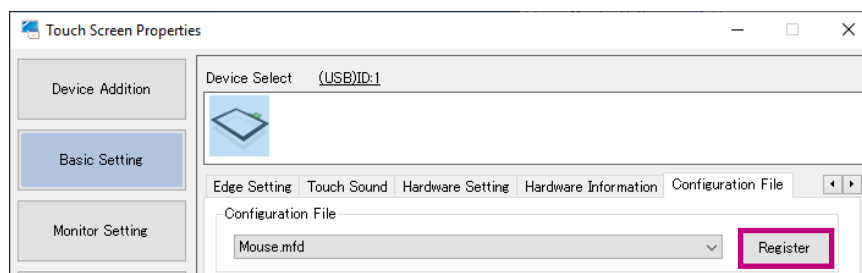 Touch Screen Properties
Device Addition
Device Select (USB)ID:1
Basic Setting
Edge Setting Touch Sound Hardware Setting Hardware Information Configuration File
Configuration File
Monitor Setting
Mouse.mfd
Register